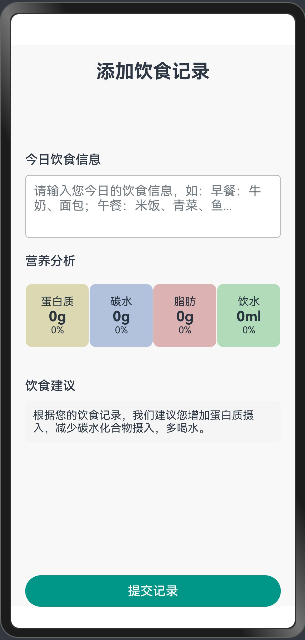 添加饮食记录
今日饮食信息
请输入您今日的饮食信息，如：早餐：牛
奶、面包；午餐：米饭、青菜、鱼...
营养分析
蛋白质 碳水 脂肪 饮水
0g 0g 0g 0ml
0% 0% 0% 0%
饮食建议
根据您的饮食记录，我们建议您增加蛋白质摄
入，减少碳水化合物摄入，多喝水。
提交记录